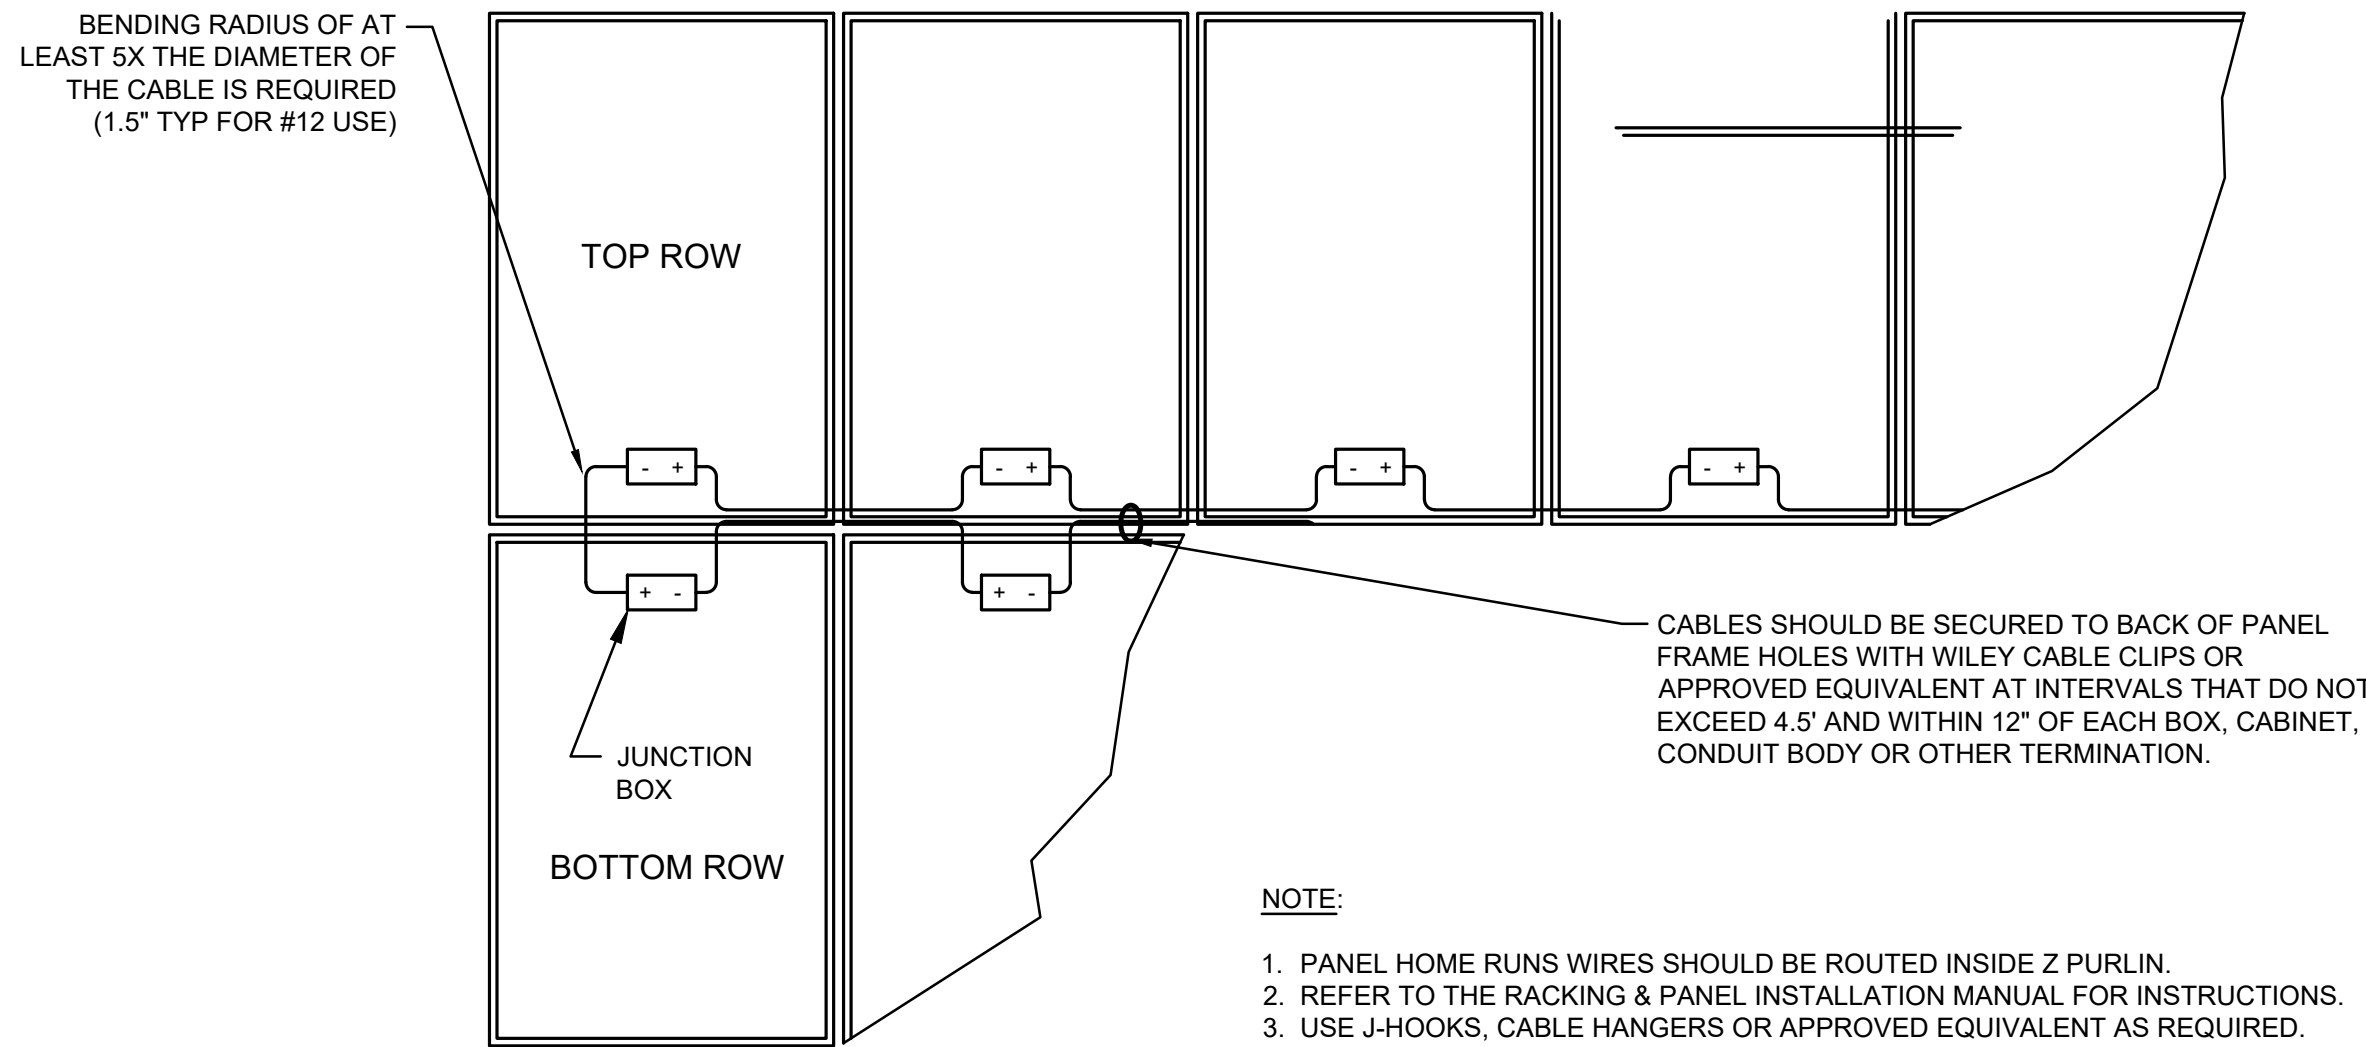 BENDING RADIUS OF AT
LEAST 5X THE DIAMETER OF
THE CABLE IS REQUIRED
(1.5" TYP FOR #12 USE)
TOP ROW
- +
- +
- +
- +
+ -
+ -
JUNCTION
BOX
BOTTOM ROW
CABLES SHOULD BE SECURED TO BACK OF PANEL
FRAME HOLES WITH WILEY CABLE CLIPS OR
APPROVED EQUIVALENT AT INTERVALS THAT DO NOT
EXCEED 4.5' AND WITHIN 12" OF EACH BOX, CABINET,
CONDUIT BODY OR OTHER TERMINATION.
NOTE:
1. PANEL HOME RUNS WIRES SHOULD BE ROUTED INSIDE Z PURLIN.
2. REFER TO THE RACKING & PANEL INSTALLATION MANUAL FOR INSTRUCTIONS.
3. USE J-HOOKS, CABLE HANGERS OR APPROVED EQUIVALENT AS REQUIRED.